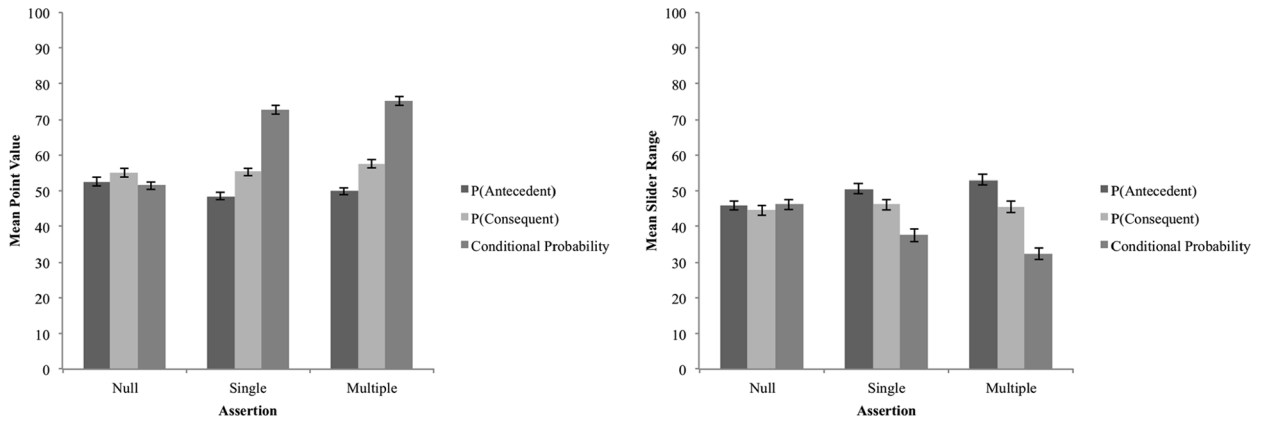 100
90
80
70
60
50
40
30
20
10
0
Mean Point Value
Null
Single
Multiple
Assertion
P(Antecedent)
P(Consequent)
Conditional Probability
100
90
80
70
60
50
40
30
20
10
0
Mean Slider Range
Null
Single
Multiple
Assertion
P(Antecedent)
P(Consequent)
Conditional Probability